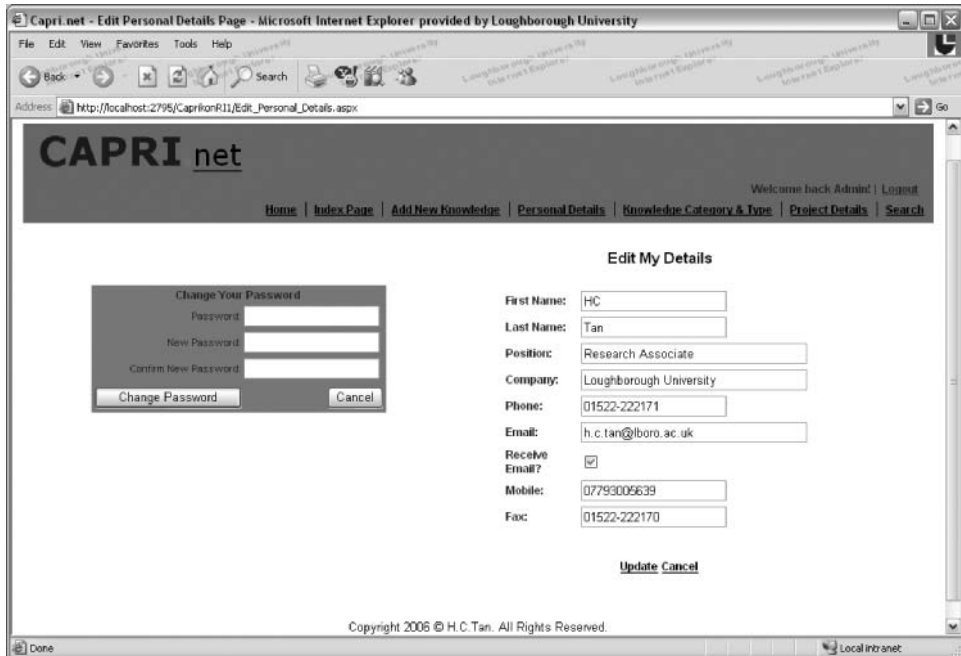 Capri.net - Edit Personal Details Page - Microsoft Internet Explorer provided by Loughborough University
File Edit View Favorites Tools Help
Back Search
Address http://localhost:2795/CaprikonR11/Edit_Personal_Details.aspx Go
CAPRI net
Welcome back Admin! | Logout
Home | Index Page | Add New Knowledge | Personal Details | Knowledge Category & Type | Project Details | Search
Edit My Details
Change Your Password
Password
New Password
Confirm New Password
Change Password Cancel
First Name: HC
Last Name: Tan
Position: Research Associate
Company: Loughborough University
Phone: 01522-222171
Email: h.c.tan@lboro.ac.uk
Receive
Email?
Mobile: 07793005639
Fax: 01522-222170
Update Cancel
Copyright 2006 © H.C.Tan. All Rights Reserved.
Done Local intranet